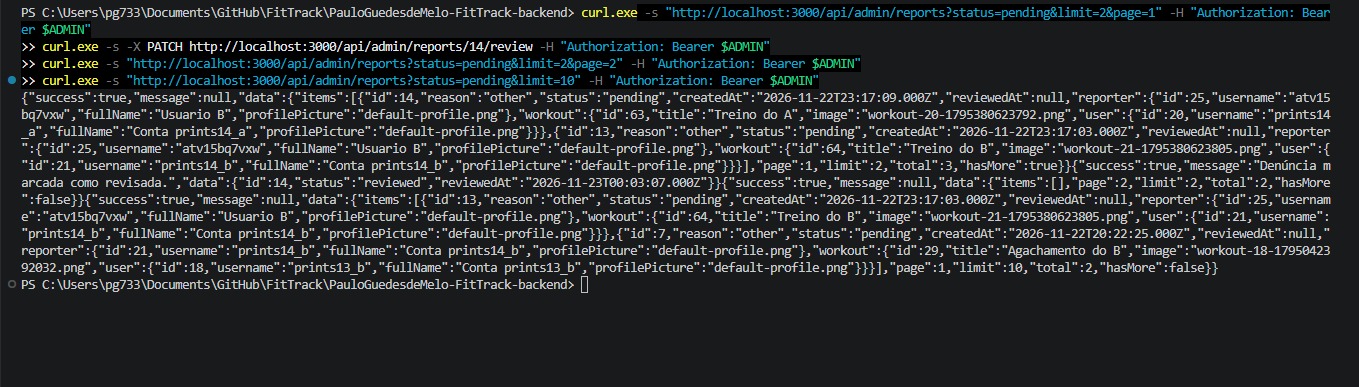 PS C:\Users\pg733\Documents\GitHub\FitTrack\PauloGuedesdeMelo-FitTrack-backend> curl.exe -s "http://localhost:3000/api/admin/reports?status=pending&limit=2&page=1" -H "Authorization: Bear
er $ADMIN"
>> curl.exe -s -X PATCH http://localhost:3000/api/admin/reports/14/review -H "Authorization: Bearer $ADMIN"
>> curl.exe -s "http://localhost:3000/api/admin/reports?status=pending&limit=2&page=2" -H "Authorization: Bearer $ADMIN"
>> curl.exe -s "http://localhost:3000/api/admin/reports?status=pending&limit=10" -H "Authorization: Bearer $ADMIN"
{"success":true,"message":null,"data":{"items":[{"id":14,"reason":"other","status":"pending","createdAt":"2026-11-22T23:17:09.000Z","reviewedAt":null,"reporter":{"id":25,"username":"atv15
bq7vxw","fullName":"Usuario B","profilePicture":"default-profile.png"},"workout":{"id":63,"title":"Treino do A","image":"workout-20-1795380623792.png","user":{"id":20,"username":"prints14
_a","fullName":"Conta prints14_a","profilePicture":"default-profile.png"}}},{"id":13,"reason":"other","status":"pending","createdAt":"2026-11-22T23:17:03.000Z","reviewedAt":null,"reporter
":{"id":25,"username":"atv15bq7vxw","fullName":"Usuario B","profilePicture":"default-profile.png"},"workout":{"id":64,"title":"Treino do B","image":"workout-21-1795380623805.png","user":{
"id":21,"username":"prints14_b","fullName":"Conta prints14_b","profilePicture":"default-profile.png"}}}],"page":1,"limit":2,"total":3,"hasMore":true}}{"success":true,"message":"Denúncia m
arcada como revisada.","data":{"id":14,"status":"reviewed","reviewedAt":"2026-11-23T00:03:07.000Z"}}{"success":true,"message":null,"data":{"items":[],"page":2,"limit":2,"total":2,"hasMore
":false}}{"success":true,"message":null,"data":{"items":[{"id":13,"reason":"other","status":"pending","createdAt":"2026-11-22T23:17:03.000Z","reviewedAt":null,"reporter":{"id":25,"usernam
e":"atv15bq7vxw","fullName":"Usuario B","profilePicture":"default-profile.png"},"workout":{"id":64,"title":"Treino do B","image":"workout-21-1795380623805.png","user":{"id":21,"username":
"prints14_b","fullName":"Conta prints14_b","profilePicture":"default-profile.png"}}},{"id":7,"reason":"other","status":"pending","createdAt":"2026-11-22T20:22:25.000Z","reviewedAt":null,"
reporter":{"id":21,"username":"prints14_b","fullName":"Conta prints14_b","profilePicture":"default-profile.png"},"workout":{"id":29,"title":"Agachamento do B","image":"workout-18-17950423
92032.png","user":{"id":18,"username":"prints13_b","fullName":"Conta prints13_b","profilePicture":"default-profile.png"}}}],"page":1,"limit":10,"total":2,"hasMore":false}}
PS C:\Users\pg733\Documents\GitHub\FitTrack\PauloGuedesdeMelo-FitTrack-backend>